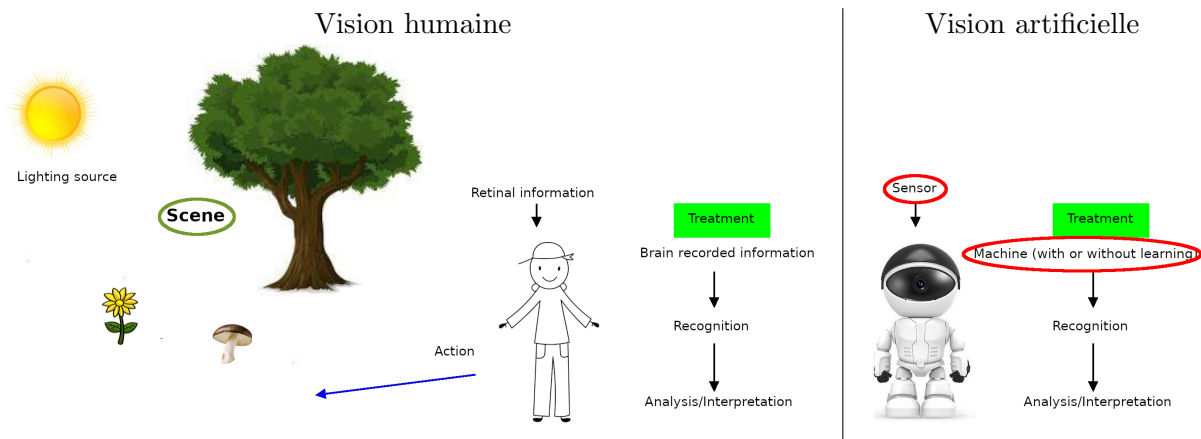 Vision humaine
Lighting source
Scene
Retinal information
Treatment
Brain recorded information
Recognition
Action
Analysis/Interpretation
Vision artificielle
Sensor
Treatment
Machine (with or without learning)
Recognition
Analysis/Interpretation